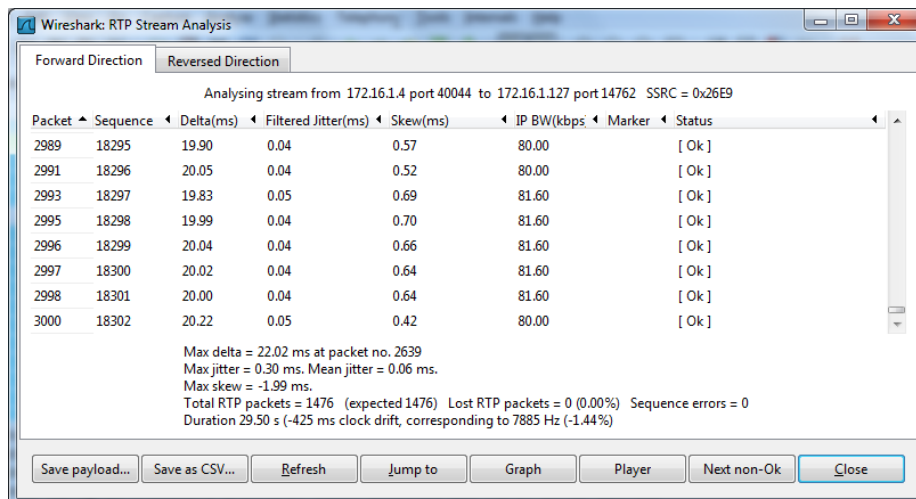 Wireshark: RTP Stream Analysis
Forward Direction Reversed Direction
Analysing stream from 172.16.1.4 port 40044 to 172.16.1.127 port 14762 SSRC = 0x26E9
Packet Sequence Delta(ms) Filtered Jitter(ms) Skew(ms) IP BW(kbps) Marker Status
2989 18295 19.90 0.04 0.57 80.00 [ Ok ]
2991 18296 20.05 0.04 0.52 80.00 [ Ok ]
2993 18297 19.83 0.05 0.69 81.60 [ Ok ]
2995 18298 19.99 0.04 0.70 81.60 [ Ok ]
2996 18299 20.04 0.04 0.66 81.60 [ Ok ]
2997 18300 20.02 0.04 0.64 81.60 [ Ok ]
2998 18301 20.00 0.04 0.64 81.60 [ Ok ]
3000 18302 20.22 0.05 0.42 80.00 [ Ok ]
Max delta = 22.02 ms at packet no. 2639
Max jitter = 0.30 ms. Mean jitter = 0.06 ms.
Max skew = -1.99 ms.
Total RTP packets = 1476 (expected 1476) Lost RTP packets = 0 (0.00%) Sequence errors = 0
Duration 29.50 s (-425 ms clock drift, corresponding to 7885 Hz (-1.44%)
Save payload... Save as CSV... Refresh Jump to Graph Player Next non-Ok Close